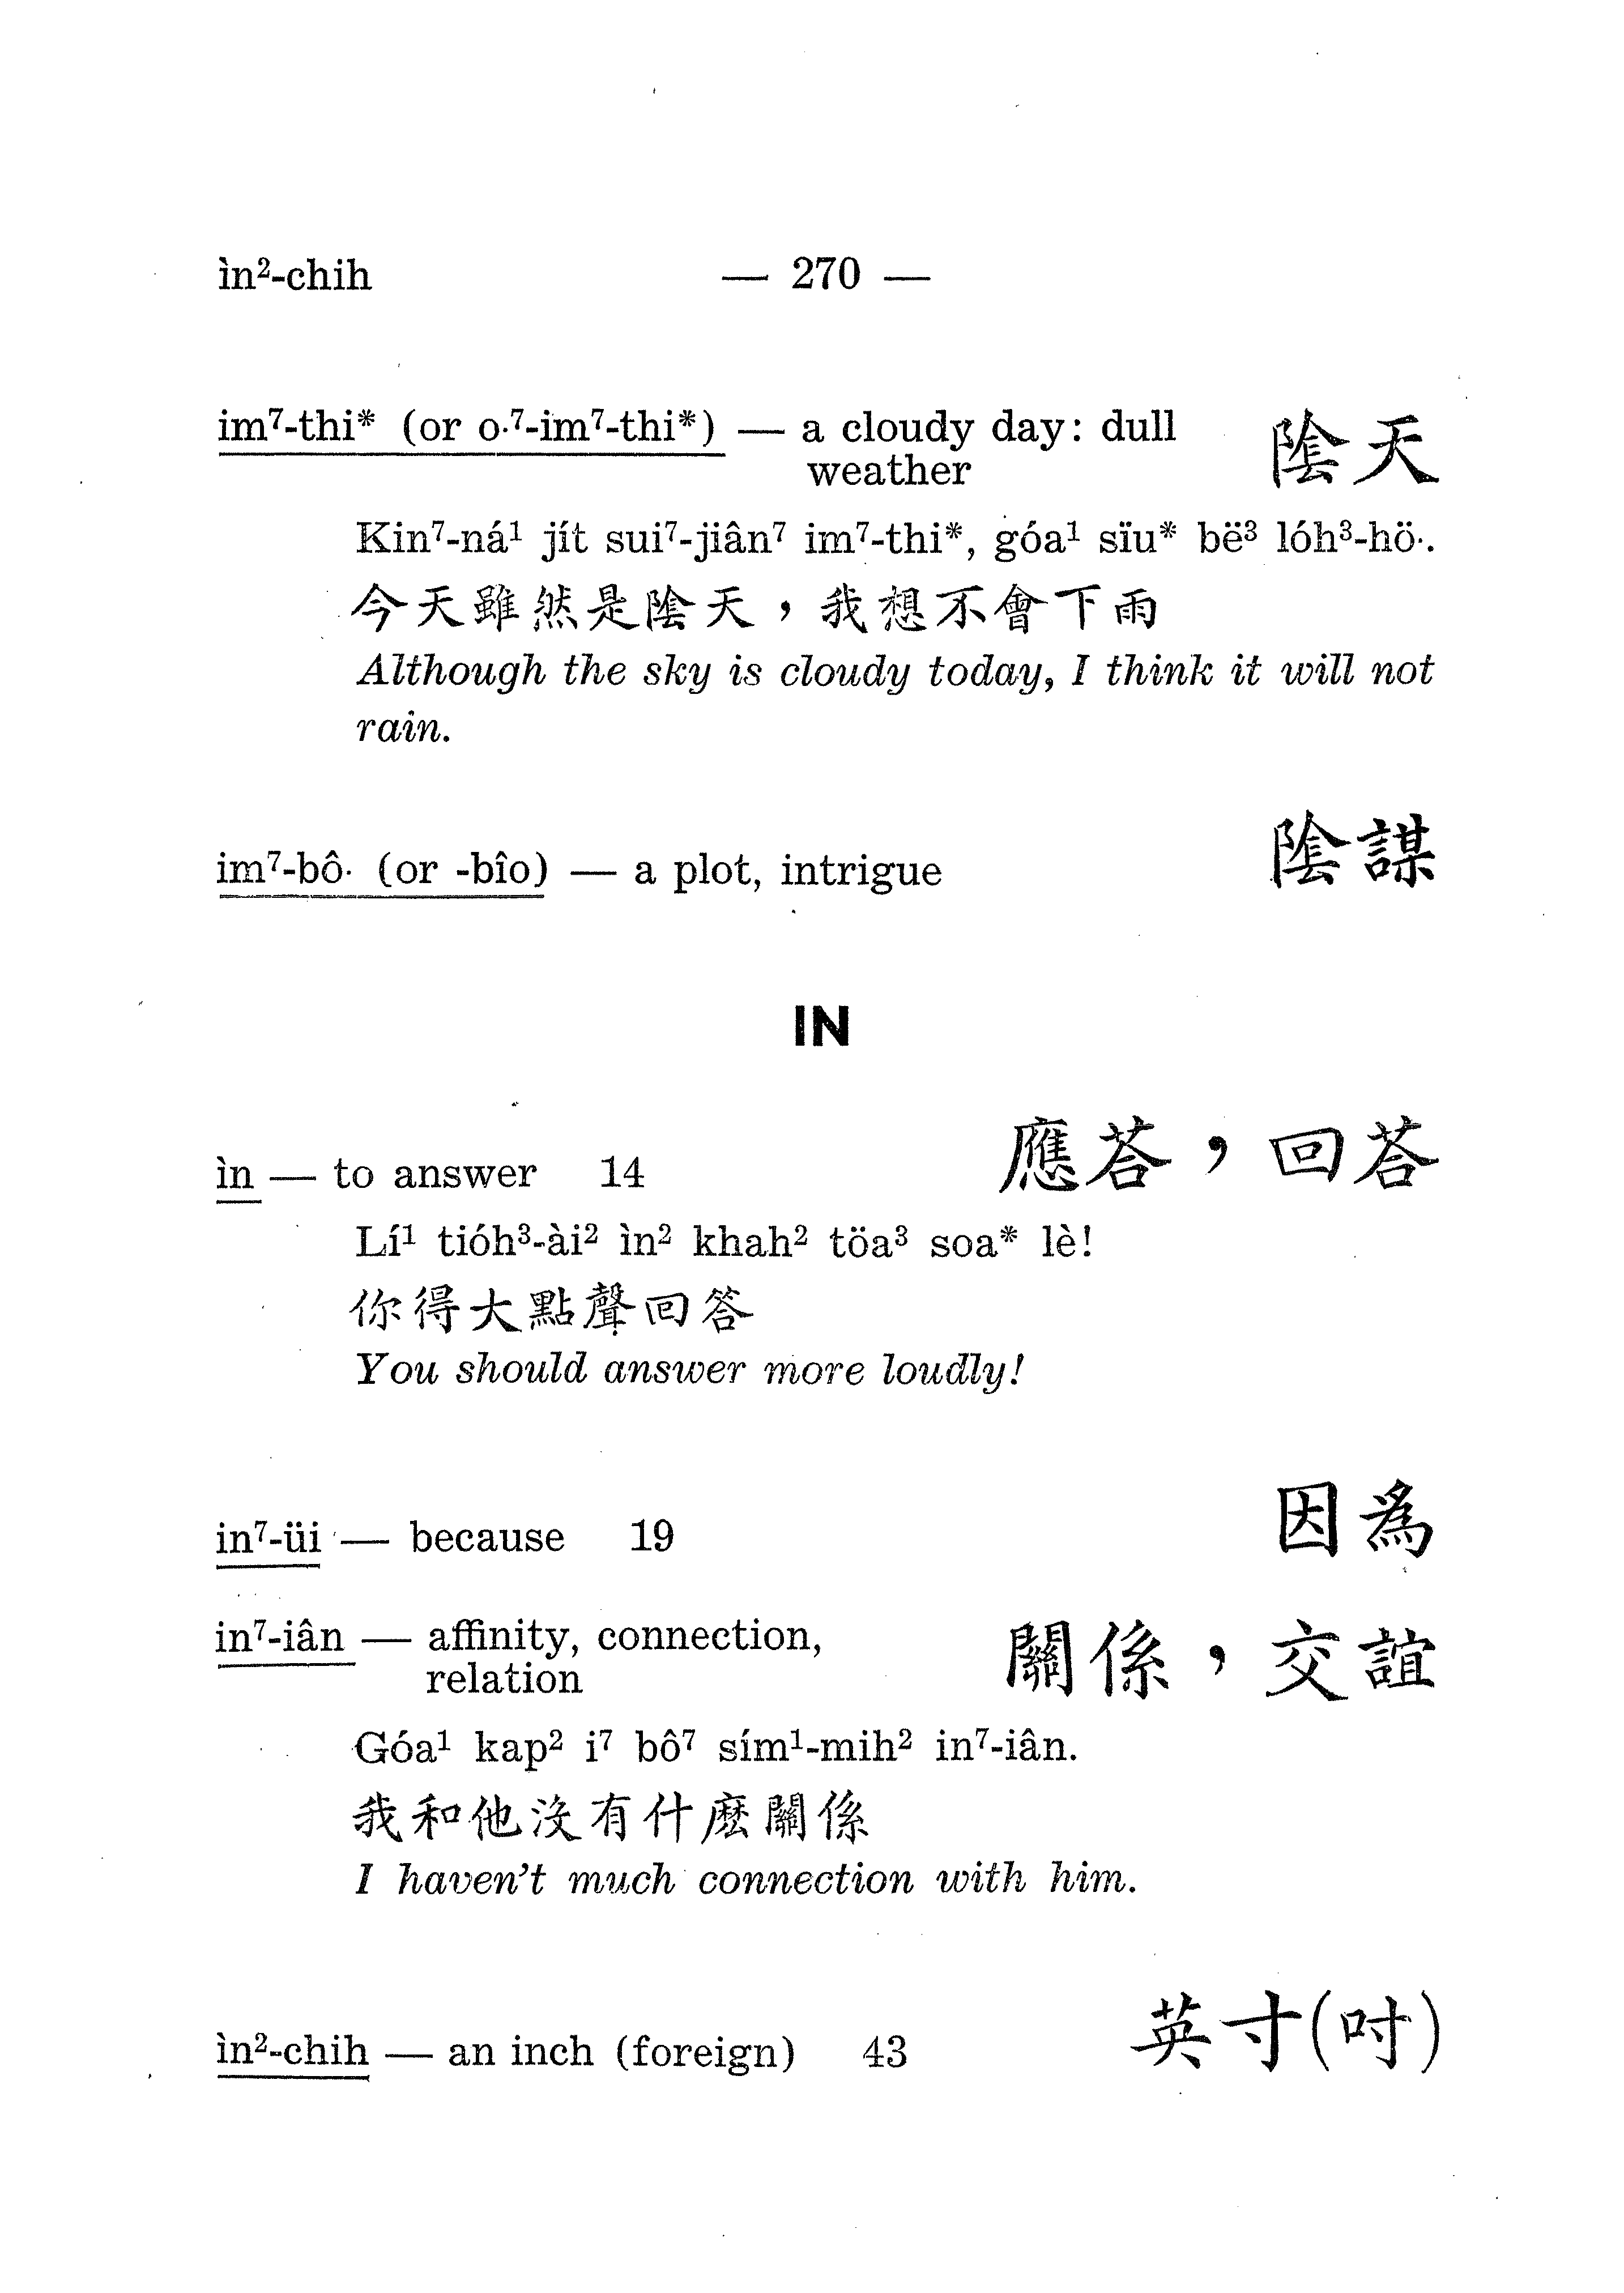 ìn²-chih — 270 —
im⁷-thi* (or o·⁷-im⁷-thi*) — a cloudy day: dull 陰天
weather
Kin⁷-ná¹ jít sui⁷-jiân⁷ im⁷-thi*, góa¹ sïu* bë³ lóh³-hö·.
今天雖然是陰天，我想不會下雨
Although the sky is cloudy today, I think it will not
rain.
im⁷-bô· (or -bîo) — a plot, intrigue 陰謀
IN
ìn — to answer 14 應答，回答
Lí¹ tióh³-ài² ìn² khah² töa³ soa* lè!
你得大點聲回答
You should answer more loudly!
in⁷-üi — because 19 因爲
in⁷-iân — affinity, connection, 關係，交誼
relation
Góa¹ kap² i⁷ bô⁷ sím¹-mih² in⁷-iân.
我和他沒有什麼關係
I haven't much connection with him.
ìn²-chih — an inch (foreign) 43 英寸(吋)